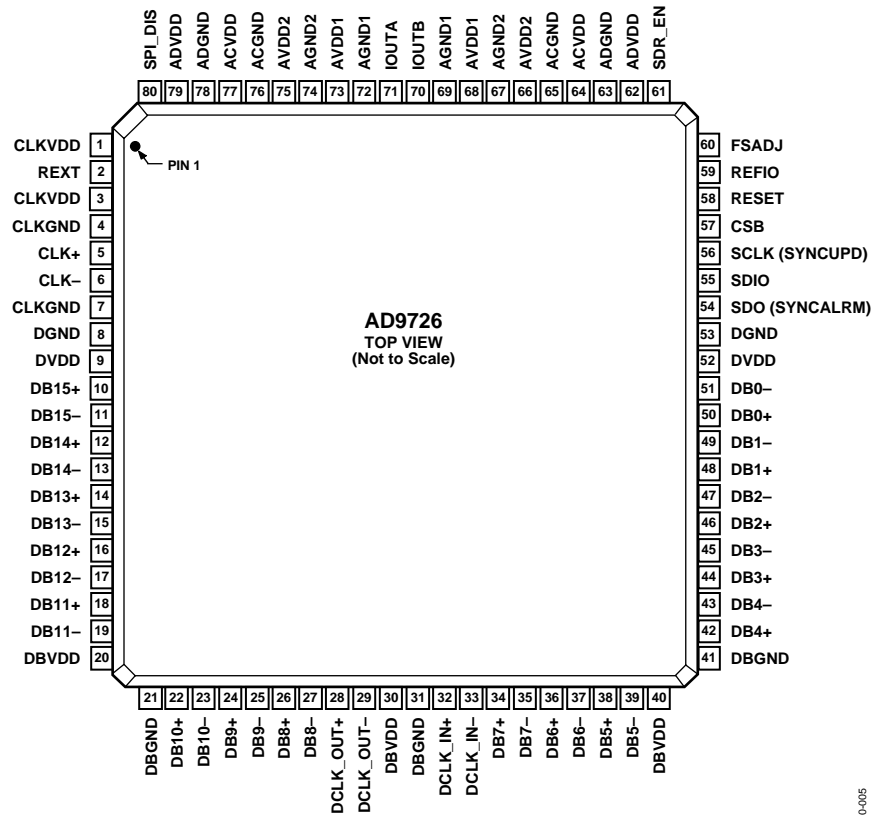 SPI_DIS
ADVDD
ADGND
ACVDD
ACGND
AVDD2
AGND2
AVDD1
AGND1
IOUTA
IOUTB
AGND1
AVDD1
AGND2
AVDD2
ACGND
ACVDD
ADGND
ADVDD
SDR_EN
80 79 78 77 76 75 74 73 72 71 70 69 68 67 66 65 64 63 62 61
CLKVDD 1
REXT 2
CLKVDD 3
CLKGND 4
CLK+ 5
CLK– 6
CLKGND 7
DGND 8
DVDD 9
DB15+ 10
DB15– 11
DB14+ 12
DB14– 13
DB13+ 14
DB13– 15
DB12+ 16
DB12– 17
DB11+ 18
DB11– 19
DBVDD 20
PIN 1
AD9726
TOP VIEW
(Not to Scale)
60 FSADJ
59 REFIO
58 RESET
57 CSB
56 SCLK (SYNCUPD)
55 SDIO
54 SDO (SYNCALRM)
53 DGND
52 DVDD
51 DB0–
50 DB0+
49 DB1–
48 DB1+
47 DB2–
46 DB2+
45 DB3–
44 DB3+
43 DB4–
42 DB4+
41 DBGND
21 22 23 24 25 26 27 28 29 30 31 32 33 34 35 36 37 38 39 40
DBGND
DB10+
DB10–
DB9+
DB9–
DB8+
DB8–
DCLK_OUT+
DCLK_OUT–
DBVDD
DBGND
DCLK_IN+
DCLK_IN–
DB7+
DB7–
DB6+
DB6–
DB5+
DB5–
DBVDD
0-005